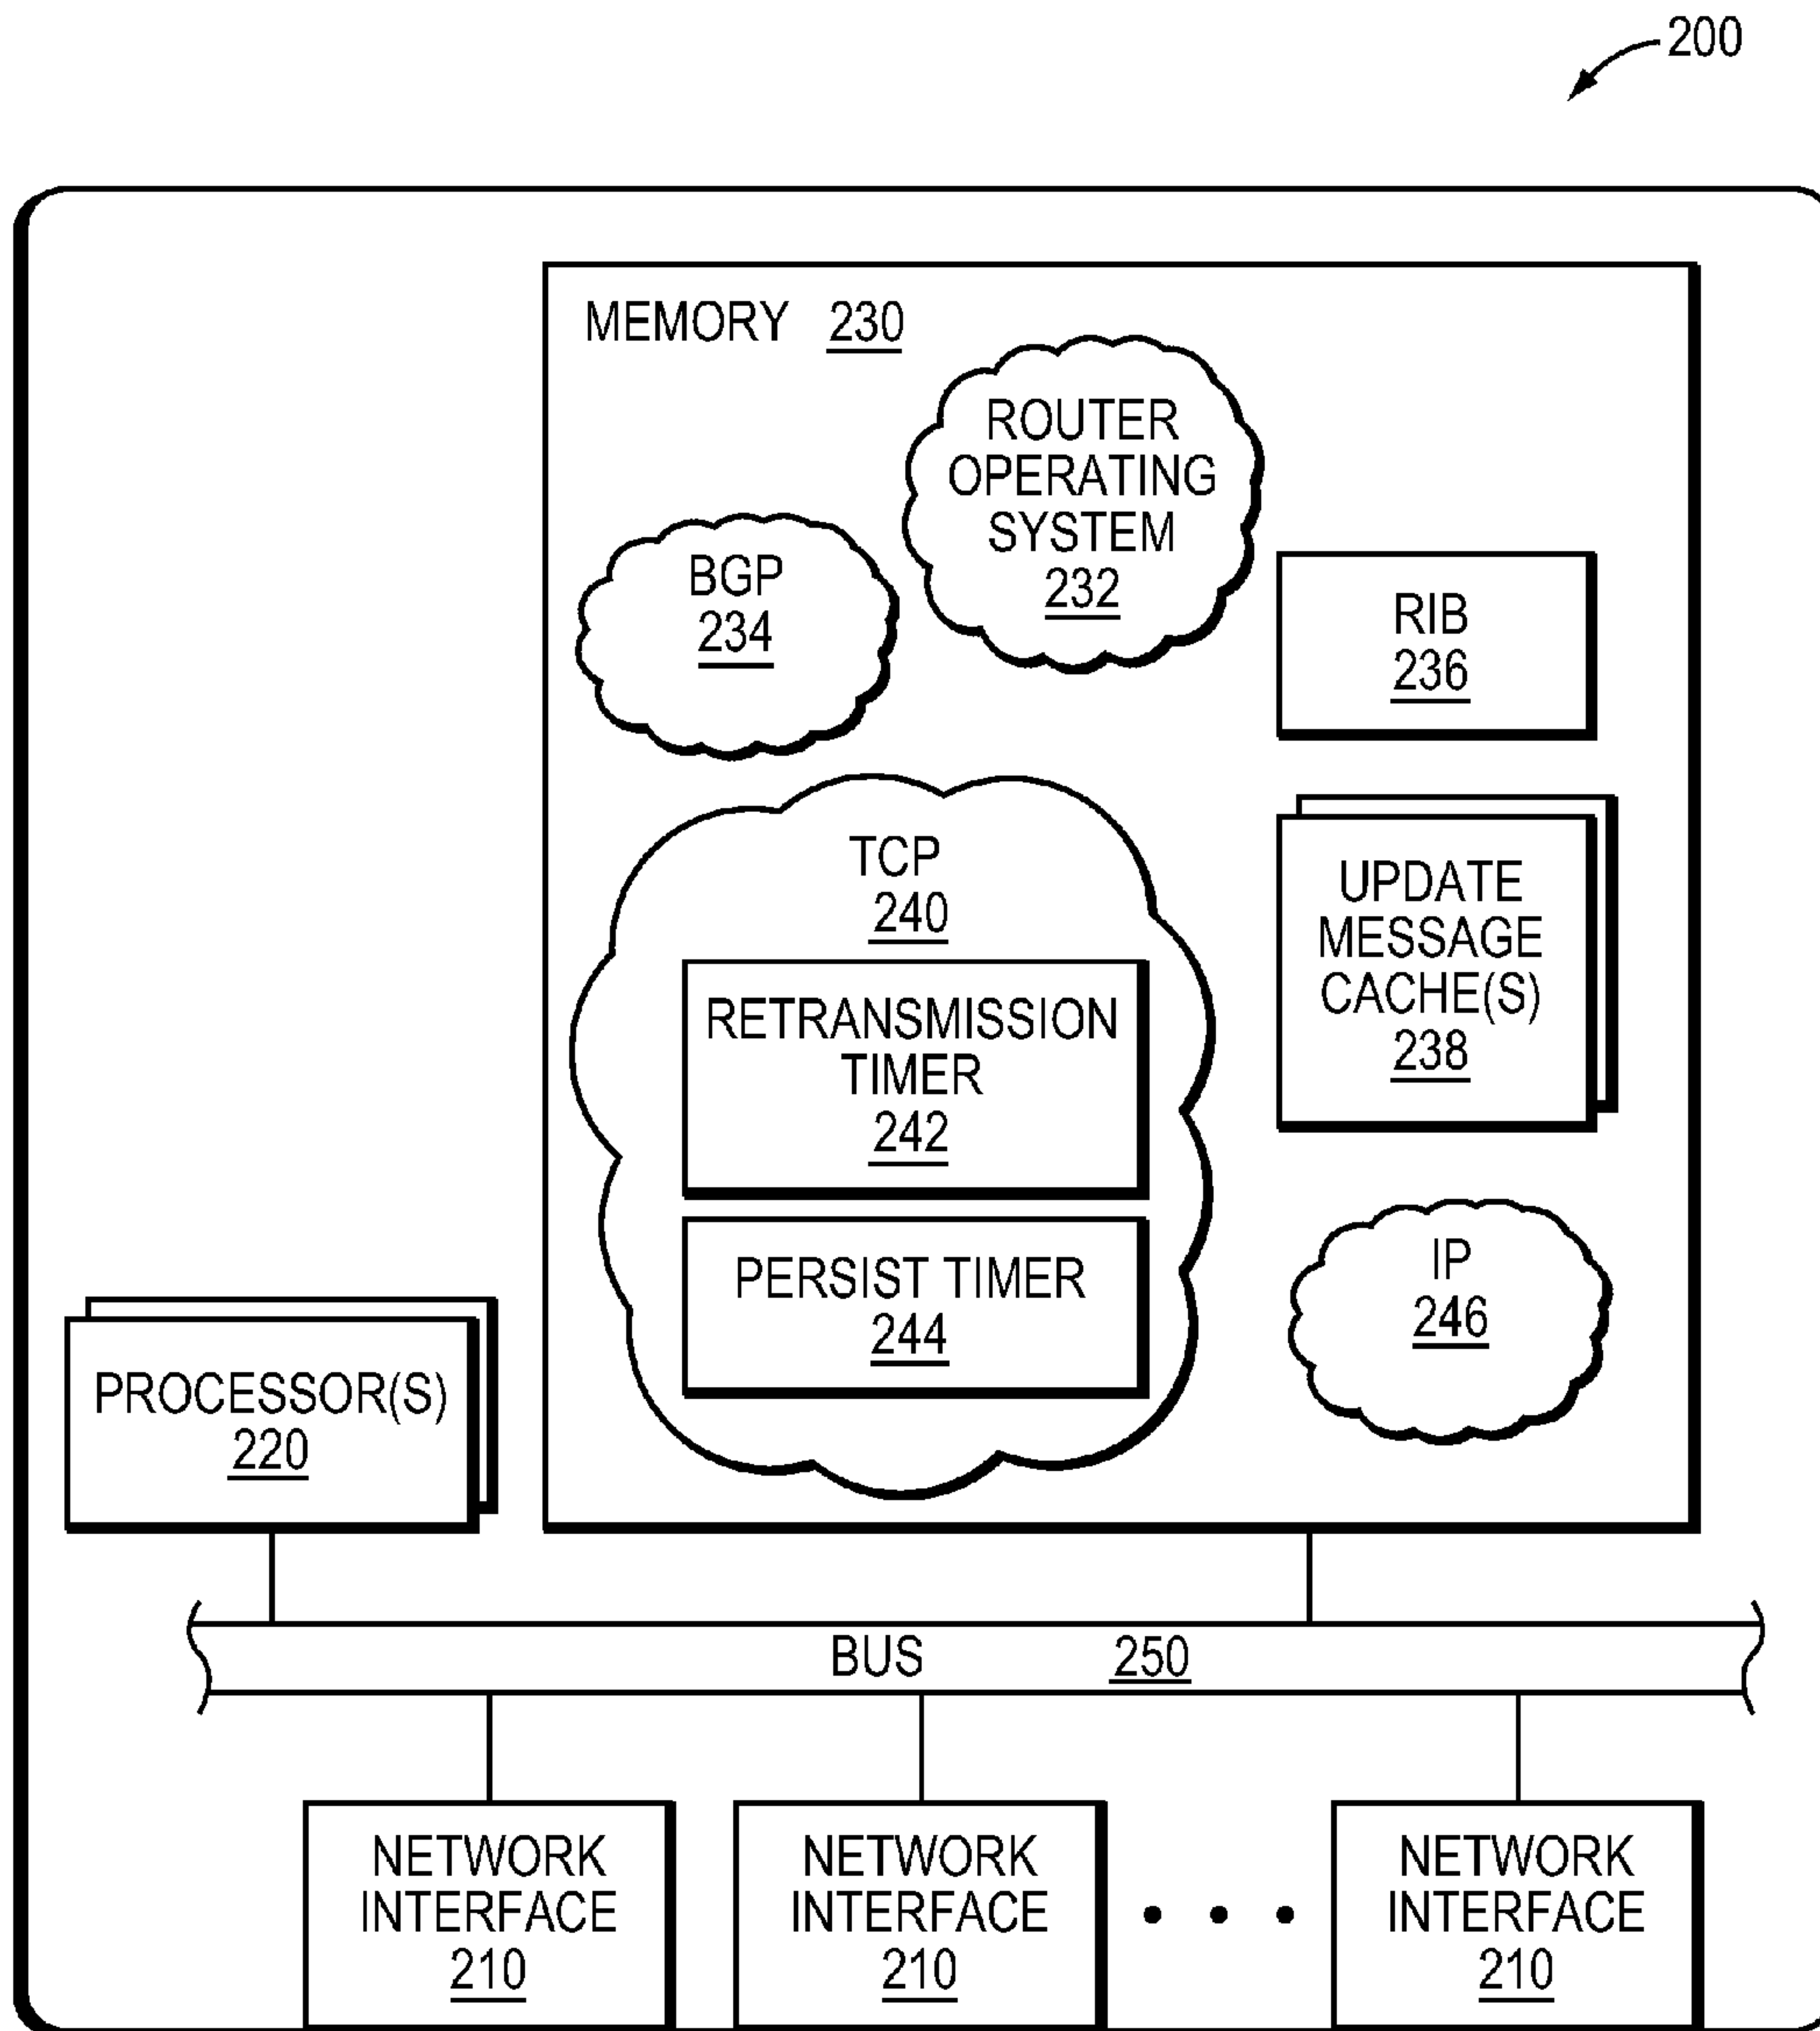 200
MEMORY 230
ROUTER
OPERATING
SYSTEM
232
BGP
234
RIB
236
TCP
240
RETRANSMISSION
TIMER
242
PERSIST TIMER
244
UPDATE
MESSAGE
CACHE(S)
238
IP
246
PROCESSOR(S)
220
BUS 250
NETWORK
INTERFACE
210
NETWORK
INTERFACE
210
NETWORK
INTERFACE
210